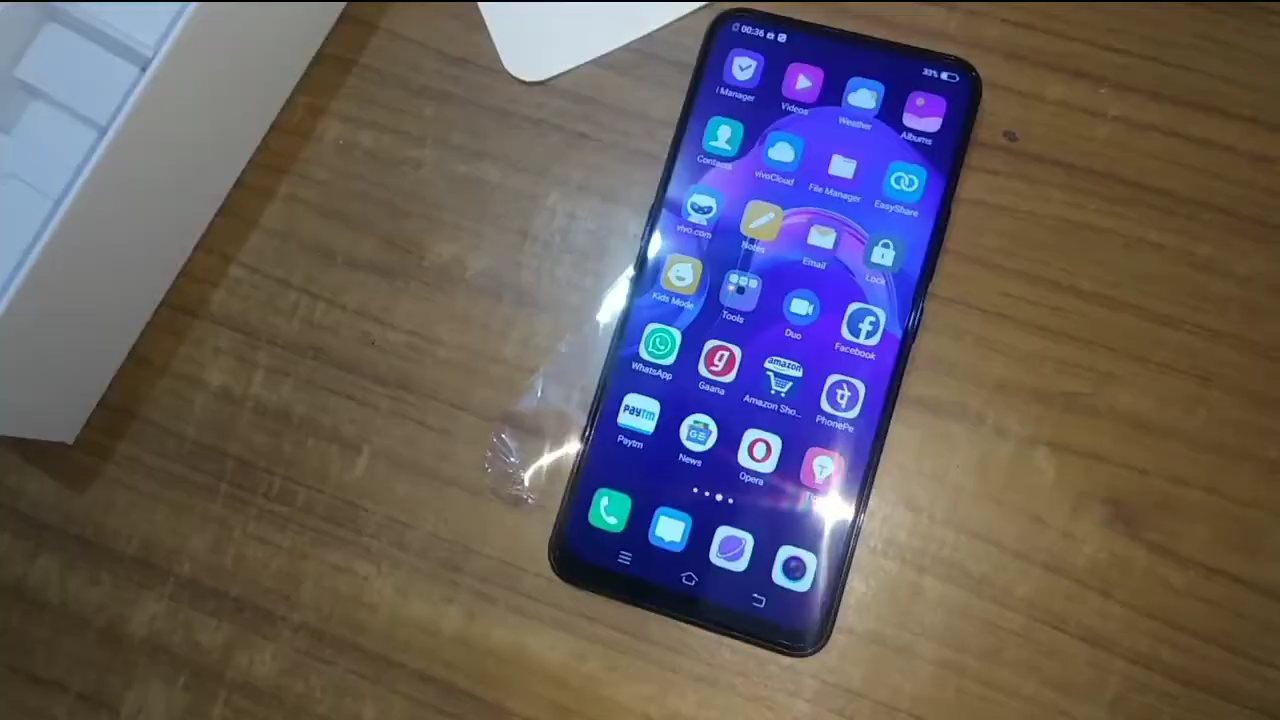 00:36
33%
i Manager
Videos
Weather
Albums
Contacts
vivoCloud
File Manager
EasyShare
vivo.com
Notes
Email
Lock
Kids Mode
Tools
Duo
Facebook
WhatsApp
g
Gaana
amazon
Amazon Sho...
पे
PhonePe
paytm
Paytm
GE
News
Opera